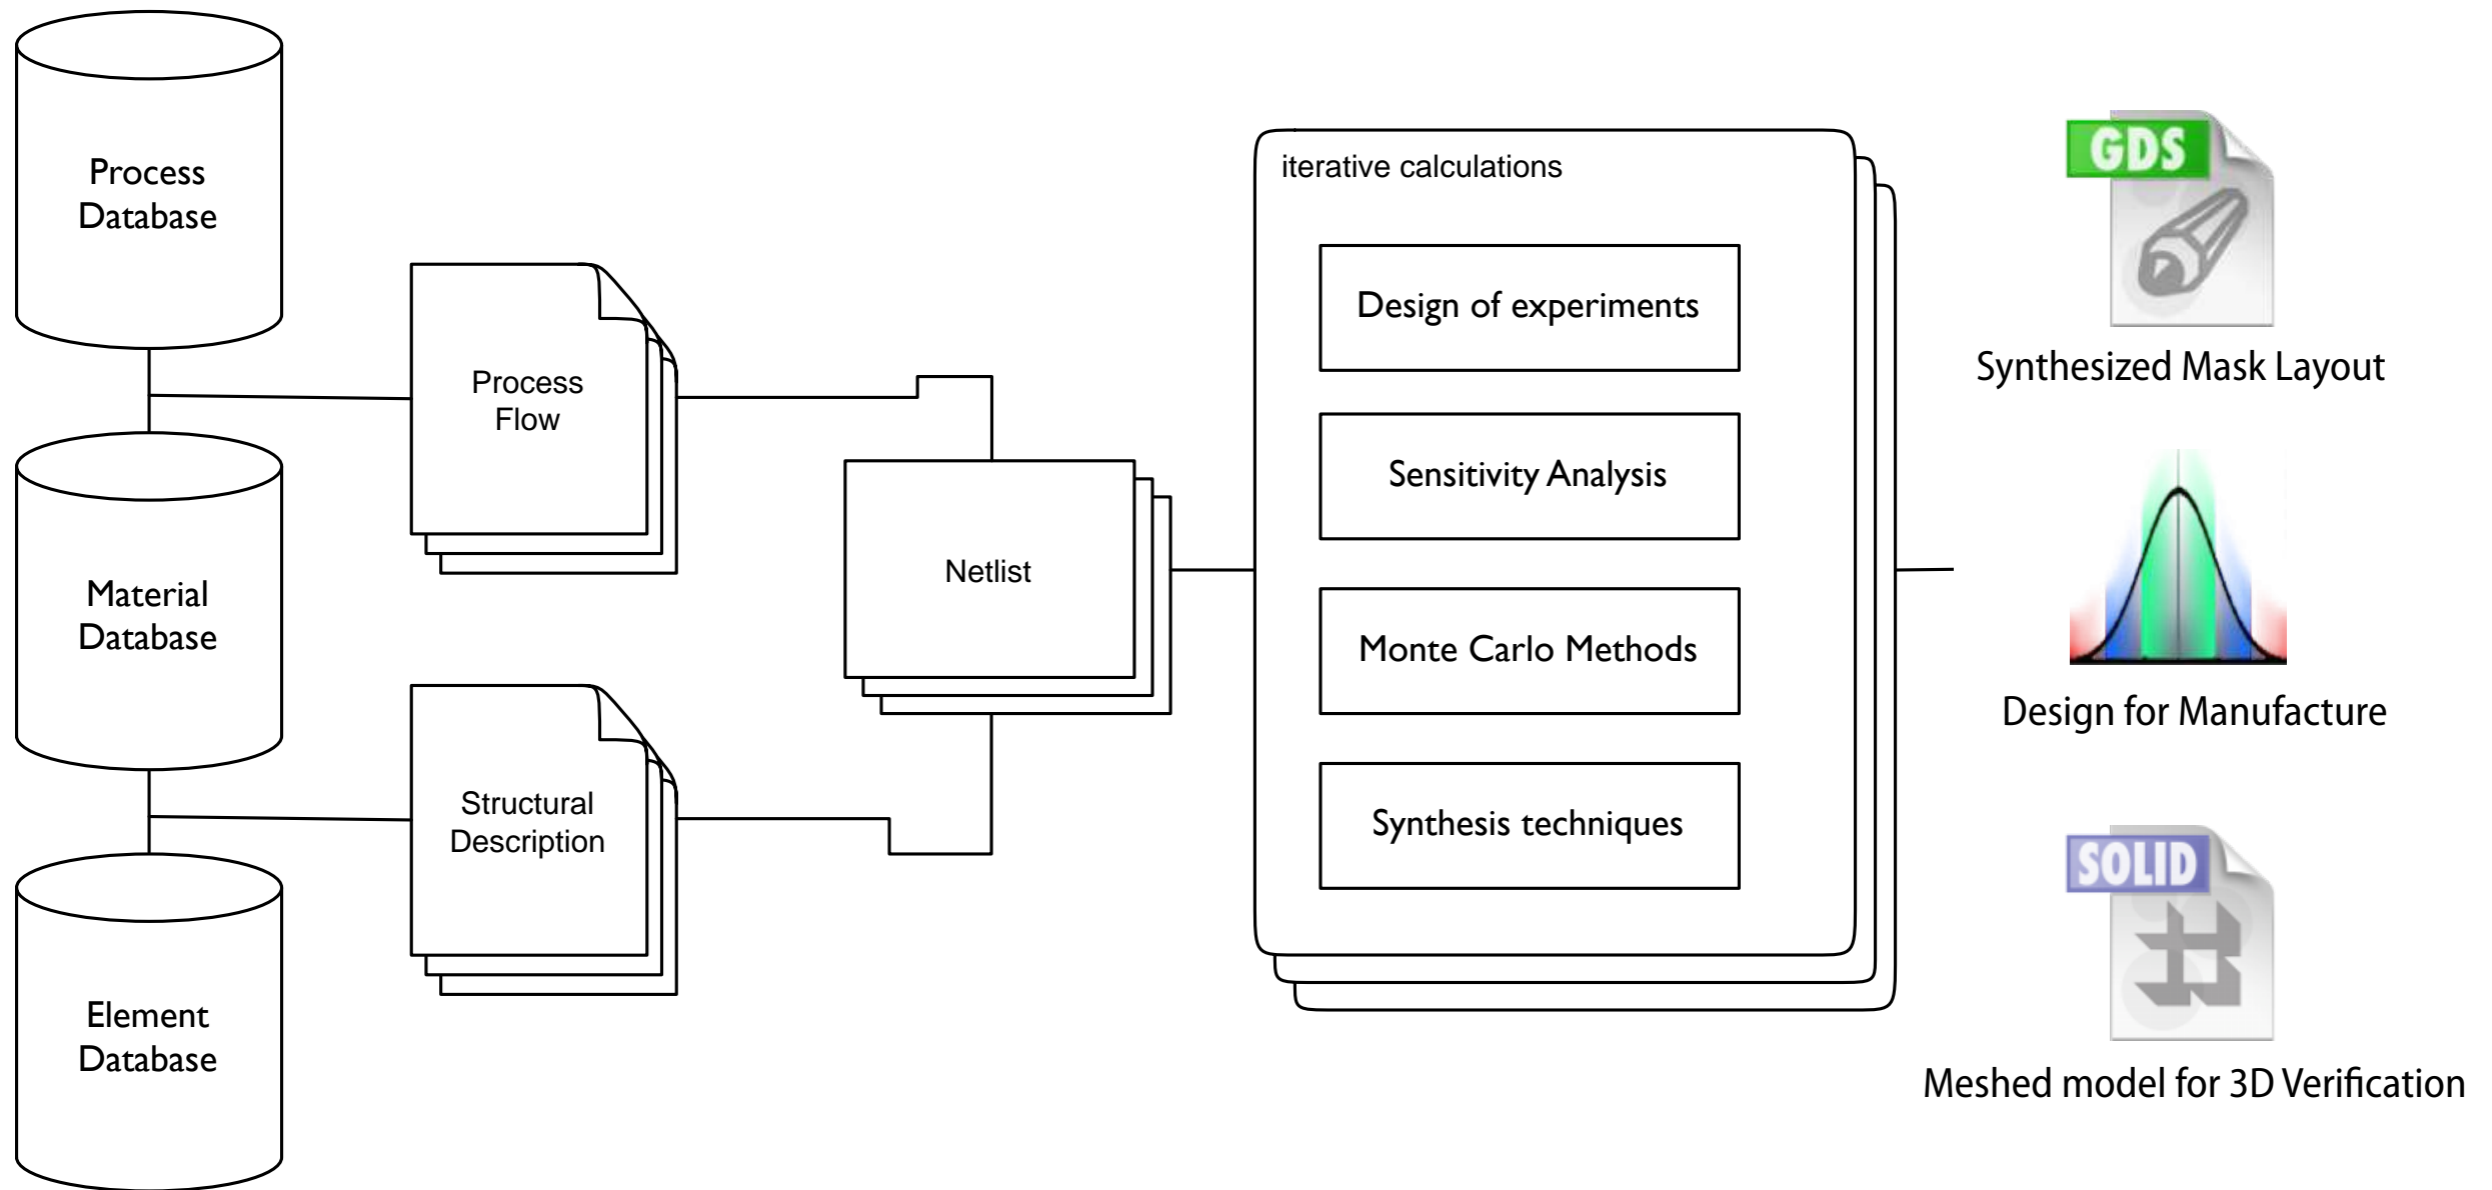 Process
Database
Material
Database
Element
Database
Process
Flow
Structural
Description
Netlist
iterative calculations
Design of experiments
Sensitivity Analysis
Monte Carlo Methods
Synthesis techniques
GDS
Synthesized Mask Layout
Design for Manufacture
SOLID
Meshed model for 3D Verification